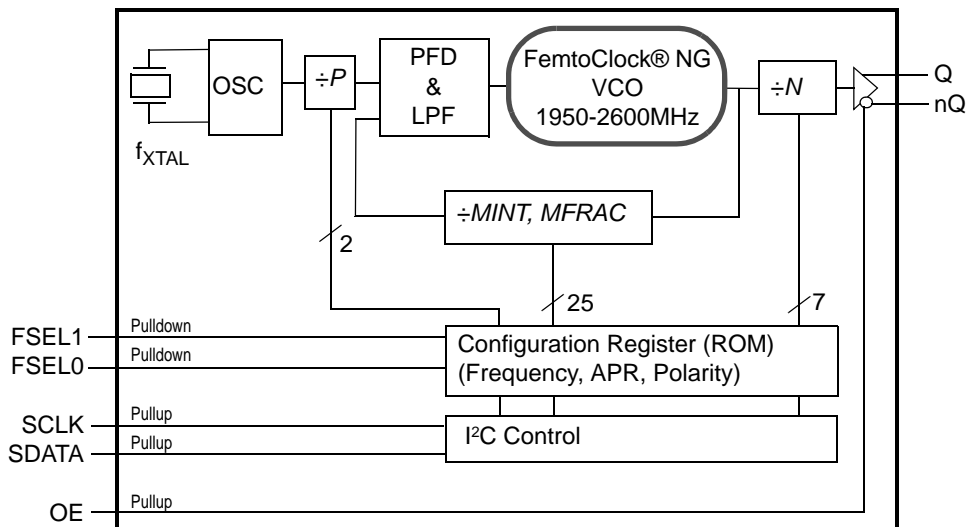 OSC
÷P
PFD
&
LPF
FemtoClock® NG
VCO
1950-2600MHz
÷N
Q
nQ
fXTAL
÷MINT, MFRAC
2
25
7
FSEL1
Pulldown
FSEL0
Pulldown
Configuration Register (ROM)
(Frequency, APR, Polarity)
SCLK
Pullup
SDATA
Pullup
I²C Control
OE
Pullup